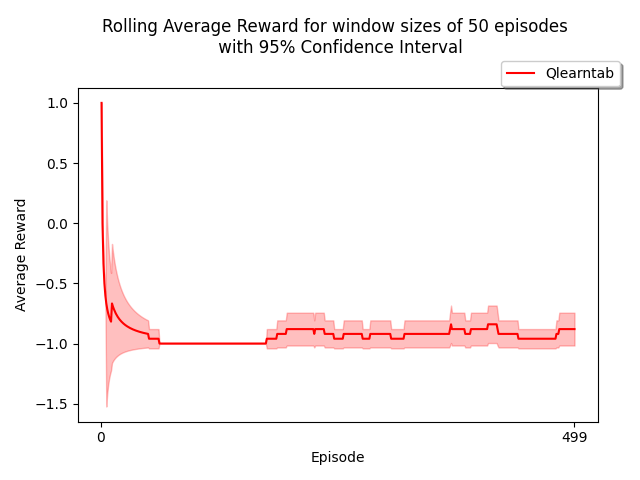 Rolling Average Reward for window sizes of 50 episodes
with 95% Confidence Interval
Qlearntab
1.0
0.5
0.0
−0.5
−1.0
−1.5
Average Reward
0
499
Episode